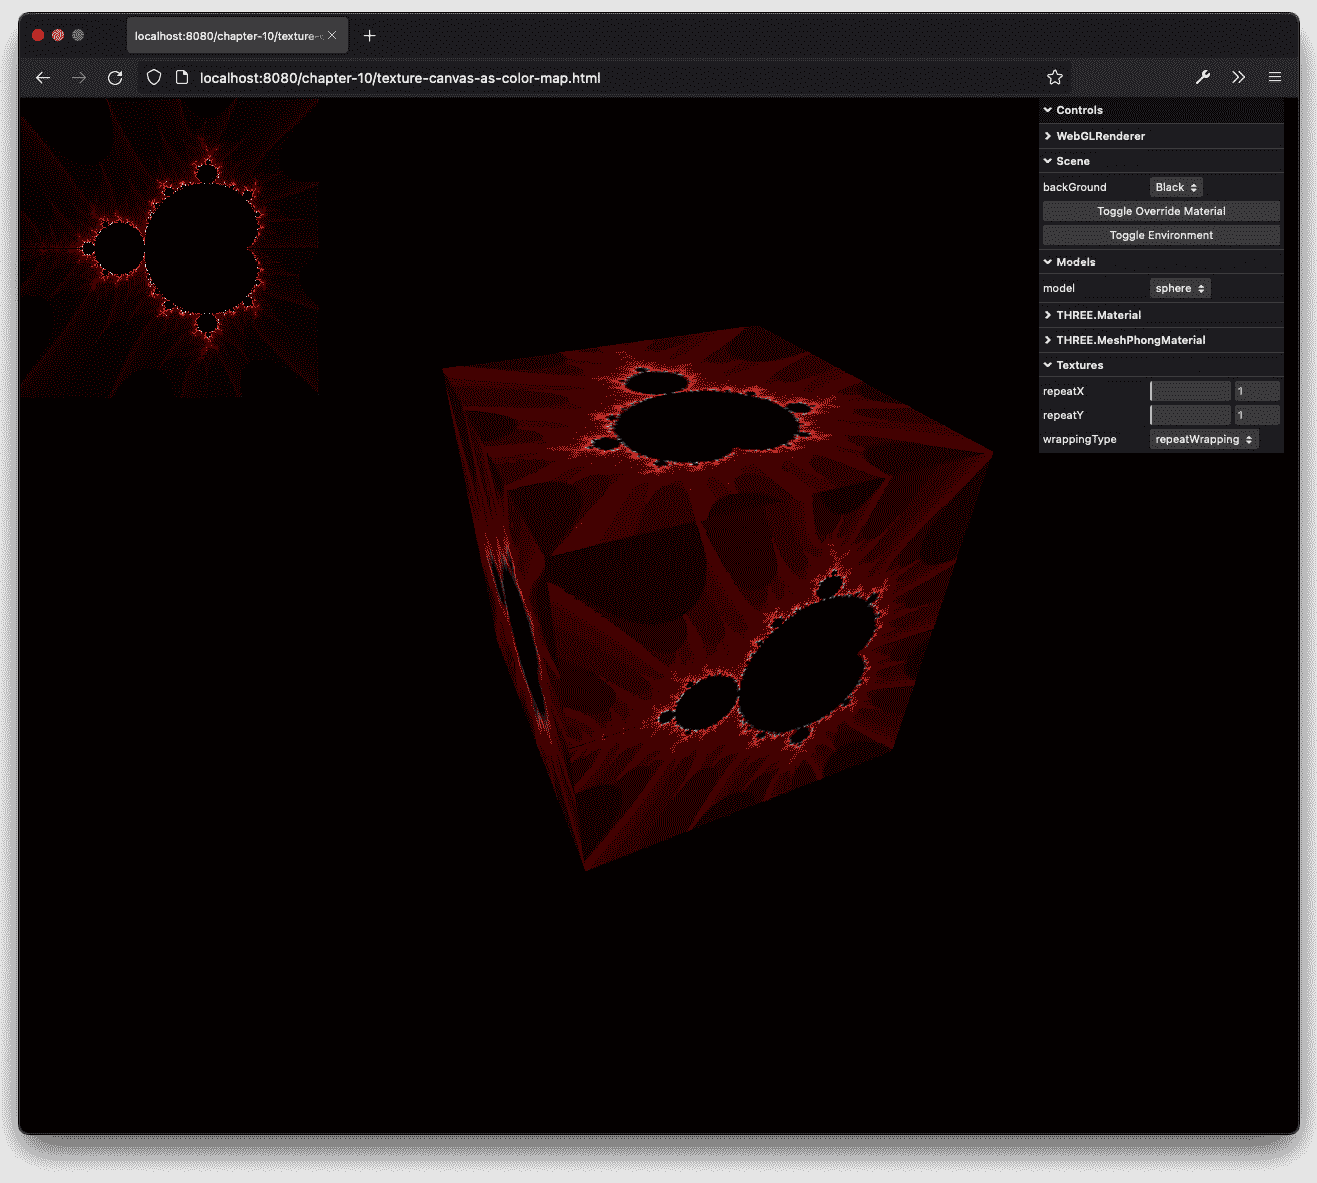 localhost:8080/chapter-10/texture-c
localhost:8080/chapter-10/texture-canvas-as-color-map.html
Controls
WebGLRenderer
Scene
backGround Black
Toggle Override Material
Toggle Environment
Models
model sphere
THREE.Material
THREE.MeshPhongMaterial
Textures
repeatX 1
repeatY 1
wrappingType repeatWrapping